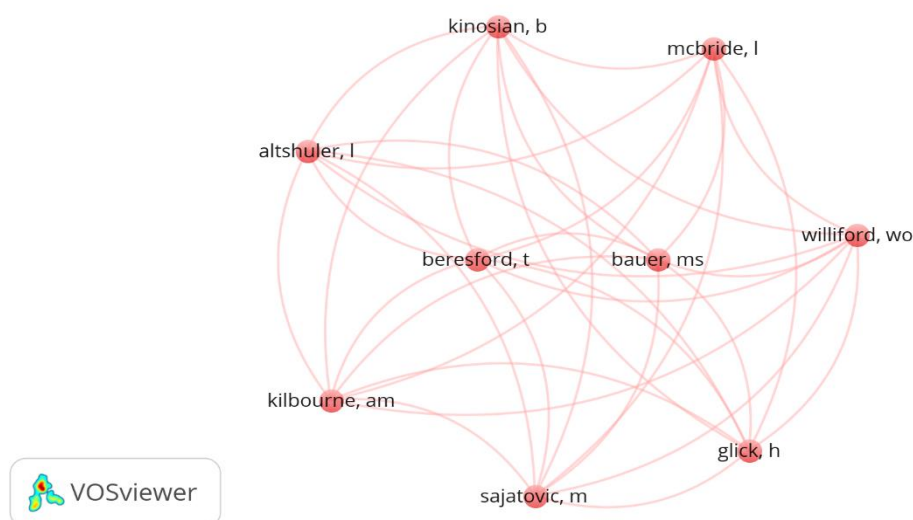 kinosian, b
mcbride, l
altshuler, l
williford, wo
beresford, t
bauer, ms
kilbourne, am
glick, h
sajatovic, m
VOSviewer